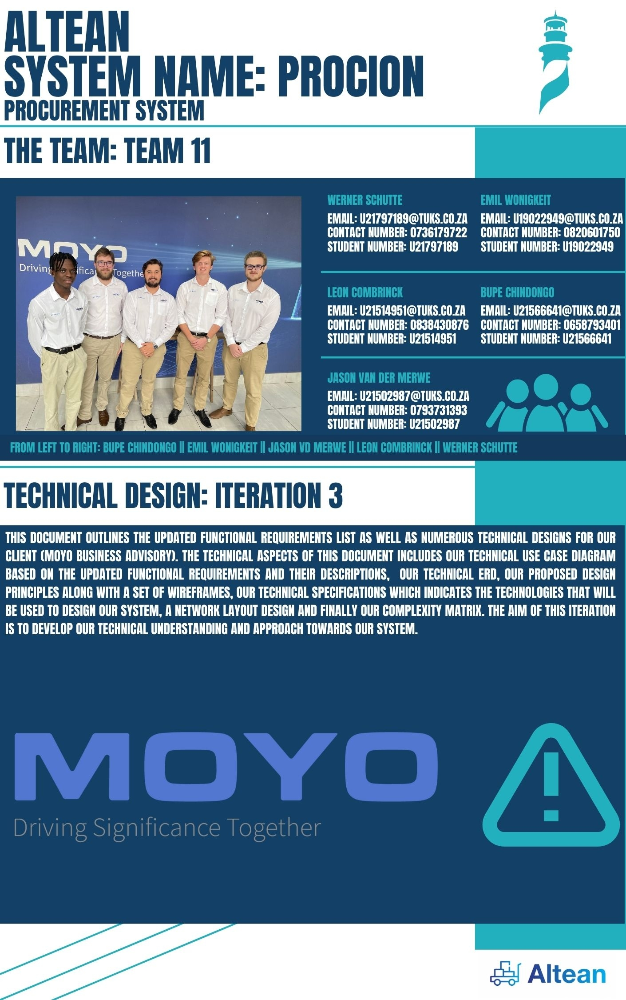 ALTEAN
SYSTEM NAME: PROCION
PROCUREMENT SYSTEM
THE TEAM: TEAM 11
MOYO
Driving Significance Together
MOYO
MOYO
MOYO
MOYO
MOYO
WERNER SCHUTTE
EMAIL: U21797189@TUKS.CO.ZA
CONTACT NUMBER: 0736179722
STUDENT NUMBER: U21797189
EMIL WONIGKEIT
EMAIL: U19022949@TUKS.CO.ZA
CONTACT NUMBER: 0820601750
STUDENT NUMBER: U19022949
LEON COMBRINCK
EMAIL: U21514951@TUKS.CO.ZA
CONTACT NUMBER: 0838430876
STUDENT NUMBER: U21514951
BUPE CHINDONGO
EMAIL: U21566641@TUKS.CO.ZA
CONTACT NUMBER: 0658793401
STUDENT NUMBER: U21566641
JASON VAN DER MERWE
EMAIL: U21502987@TUKS.CO.ZA
CONTACT NUMBER: 0793731393
STUDENT NUMBER: U21502987
FROM LEFT TO RIGHT: BUPE CHINDONGO || EMIL WONIGKEIT || JASON VD MERWE || LEON COMBRINCK || WERNER SCHUTTE
TECHNICAL DESIGN: ITERATION 3
THIS DOCUMENT OUTLINES THE UPDATED FUNCTIONAL REQUIREMENTS LIST AS WELL AS NUMEROUS TECHNICAL DESIGNS FOR OUR
CLIENT (MOYO BUSINESS ADVISORY). THE TECHNICAL ASPECTS OF THIS DOCUMENT INCLUDES OUR TECHNICAL USE CASE DIAGRAM
BASED ON THE UPDATED FUNCTIONAL REQUIREMENTS AND THEIR DESCRIPTIONS, OUR TECHNICAL ERD, OUR PROPOSED DESIGN
PRINCIPLES ALONG WITH A SET OF WIREFRAMES, OUR TECHNICAL SPECIFICATIONS WHICH INDICATES THE TECHNOLOGIES THAT WILL
BE USED TO DESIGN OUR SYSTEM, A NETWORK LAYOUT DESIGN AND FINALLY OUR COMPLEXITY MATRIX. THE AIM OF THIS ITERATION
IS TO DEVELOP OUR TECHNICAL UNDERSTANDING AND APPROACH TOWARDS OUR SYSTEM.
MOYO
Driving Significance Together
Altean